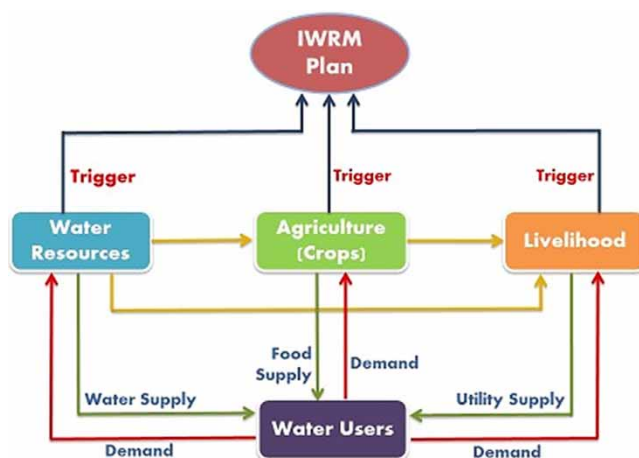 IWRM
Plan
Trigger
Trigger
Trigger
Water
Resources
Agriculture
(Crops)
Livelihood
Food
Supply
Demand
Water Supply
Utility Supply
Water Users
Demand
Demand